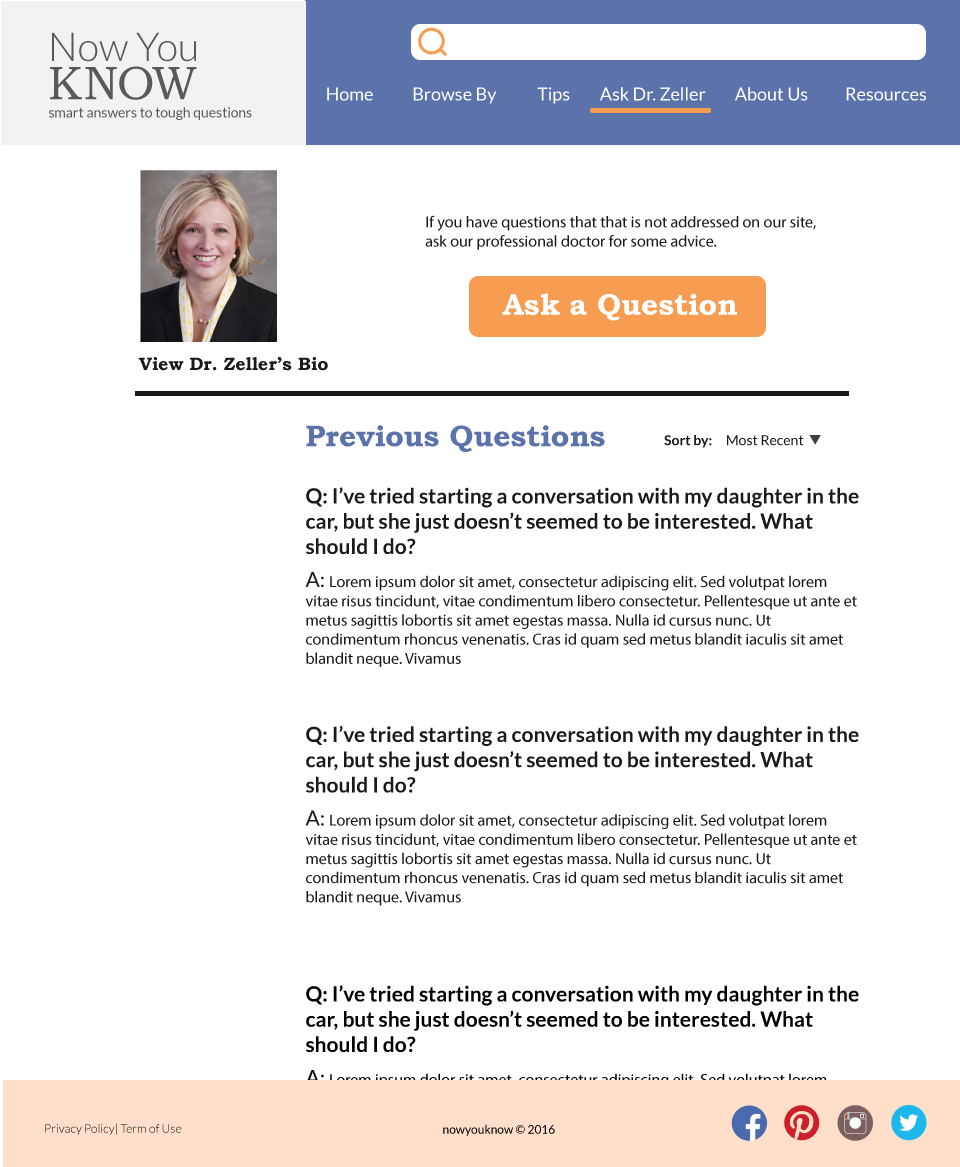 Now You
KNOW
smart answers to tough questions
Home Browse By Tips Ask Dr. Zeller About Us Resources
If you have questions that that is not addressed on our site,
ask our professional doctor for some advice.
Ask a Question
View Dr. Zeller’s Bio
Previous Questions
Sort by: Most Recent ▼
Q: I’ve tried starting a conversation with my daughter in the
car, but she just doesn’t seemed to be interested. What
should I do?
A: Lorem ipsum dolor sit amet, consectetur adipiscing elit. Sed volutpat lorem
vitae risus tincidunt, vitae condimentum libero consectetur. Pellentesque ut ante et
metus sagittis lobortis sit amet egestas massa. Nulla id cursus nunc. Ut
condimentum rhoncus venenatis. Cras id quam sed metus blandit iaculis sit amet
blandit neque. Vivamus
Q: I’ve tried starting a conversation with my daughter in the
car, but she just doesn’t seemed to be interested. What
should I do?
A: Lorem ipsum dolor sit amet, consectetur adipiscing elit. Sed volutpat lorem
vitae risus tincidunt, vitae condimentum libero consectetur. Pellentesque ut ante et
metus sagittis lobortis sit amet egestas massa. Nulla id cursus nunc. Ut
condimentum rhoncus venenatis. Cras id quam sed metus blandit iaculis sit amet
blandit neque. Vivamus
Q: I’ve tried starting a conversation with my daughter in the
car, but she just doesn’t seemed to be interested. What
should I do?
A: Lorem ipsum dolor sit amet, consectetur adipiscing elit. Sed volutpat lorem
Privacy Policy| Term of Use
nowyouknow © 2016